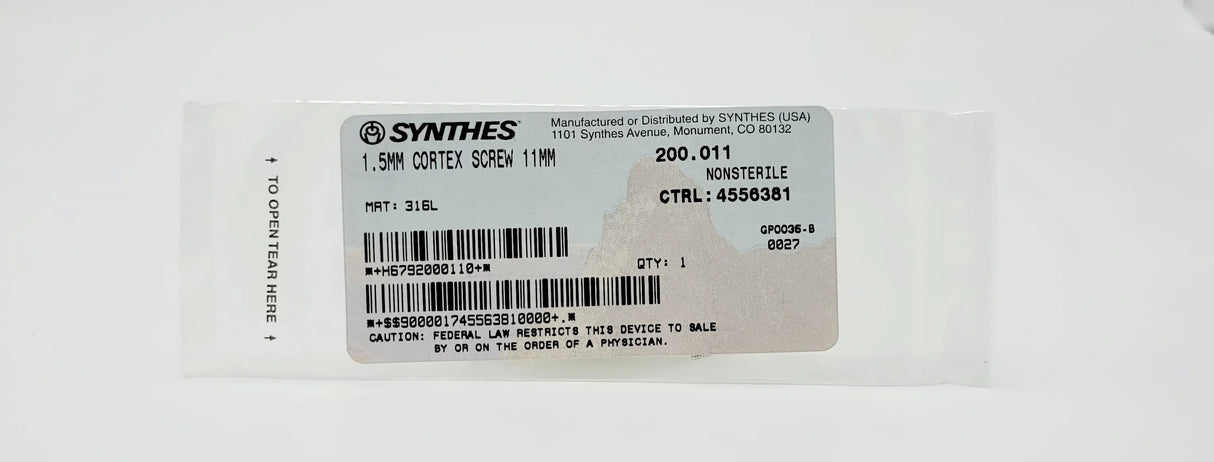 SYNTHES®
Manufactured or Distributed by SYNTHES (USA)
1101 Synthes Avenue, Monument, CO 80132
1.5MM CORTEX SCREW 11MM
200.011
NONSTERILE
CTRL: 4556381
MAT: 316L
GP0036-B
0027
*+H6792000110+*
QTY: 1
*+$$900001745563810000+.*
CAUTION: FEDERAL LAW RESTRICTS THIS DEVICE TO SALE
BY OR ON THE ORDER OF A PHYSICIAN.
TO OPEN TEAR HERE